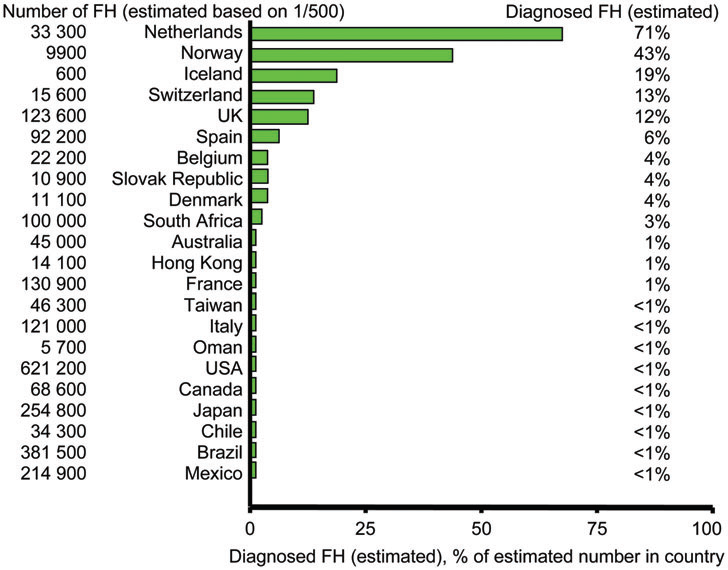 Number of FH (estimated based on 1/500) Diagnosed FH (estimated)
33 300 Netherlands 71%
9900 Norway 43%
600 Iceland 19%
15 600 Switzerland 13%
123 600 UK 12%
92 200 Spain 6%
22 200 Belgium 4%
10 900 Slovak Republic 4%
11 100 Denmark 4%
100 000 South Africa 3%
45 000 Australia 1%
14 100 Hong Kong 1%
130 900 France 1%
46 300 Taiwan <1%
121 000 Italy <1%
5 700 Oman <1%
621 200 USA <1%
68 600 Canada <1%
254 800 Japan <1%
34 300 Chile <1%
381 500 Brazil <1%
214 900 Mexico <1%
0 25 50 75 100
Diagnosed FH (estimated), % of estimated number in country